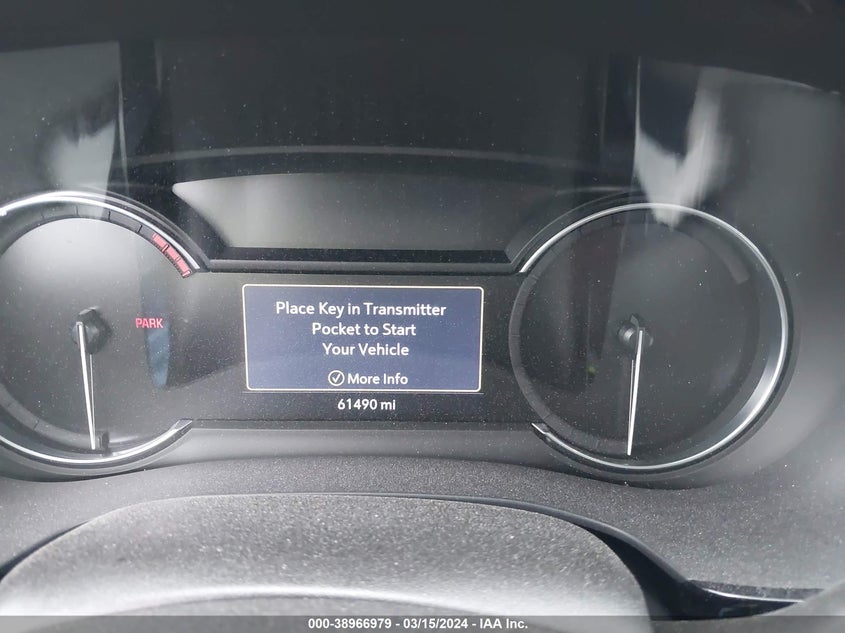 PARK
Place Key in Transmitter
Pocket to Start
Your Vehicle
More Info
61490 mi
000-38966979 - 03/15/2024 - IAA Inc.